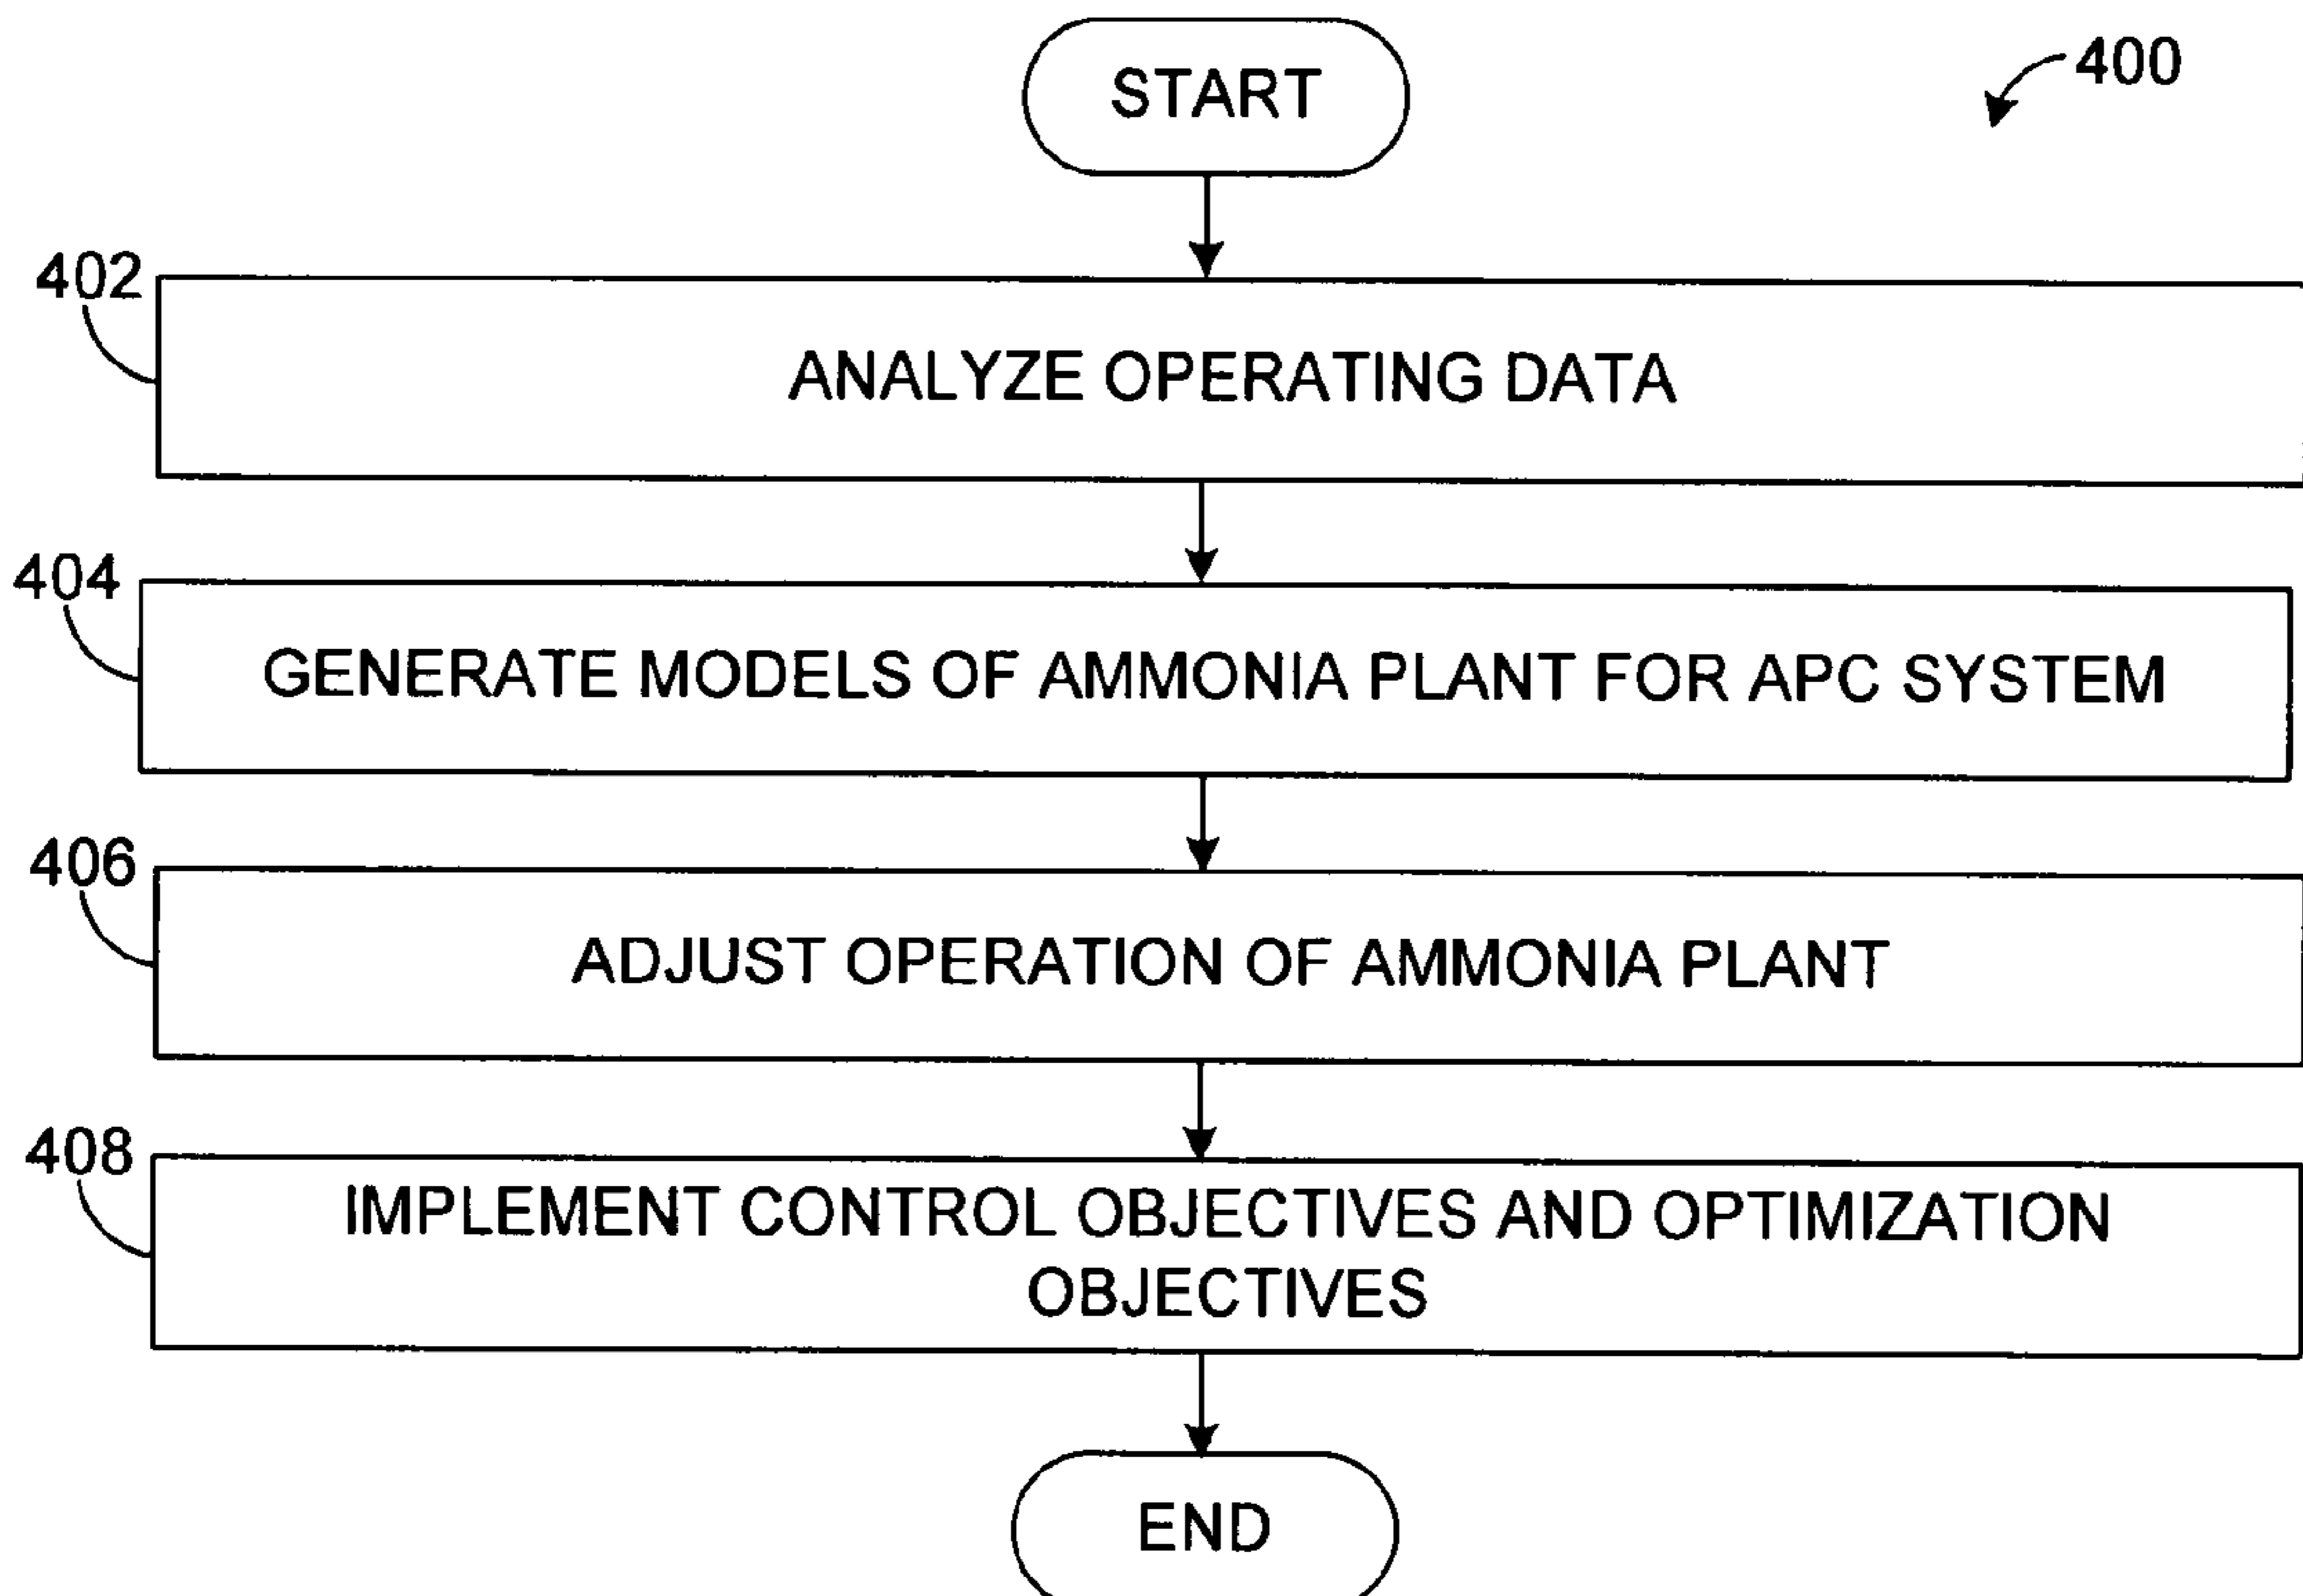 START
400
402
ANALYZE OPERATING DATA
404
GENERATE MODELS OF AMMONIA PLANT FOR APC SYSTEM
406
ADJUST OPERATION OF AMMONIA PLANT
408
IMPLEMENT CONTROL OBJECTIVES AND OPTIMIZATION
OBJECTIVES
END